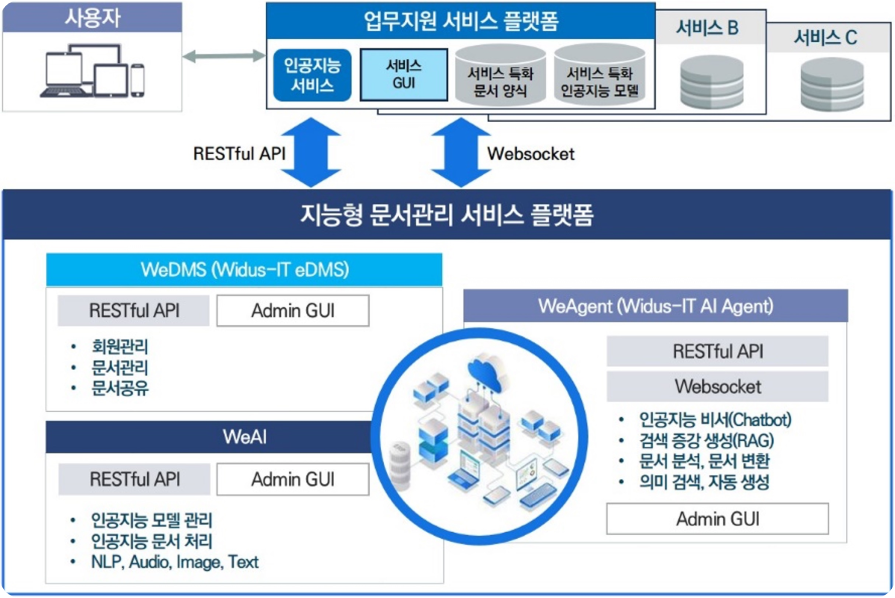 사용자
업무지원 서비스 플랫폼
서비스 B
서비스 C
인공지능
서비스
서비스
GUI
서비스 특화
문서 양식
서비스 특화
인공지능 모델
RESTful API
Websocket
지능형 문서관리 서비스 플랫폼
WeDMS (Widus-IT eDMS)
RESTful API
Admin GUI
• 회원관리
• 문서관리
• 문서공유
WeAI
RESTful API
Admin GUI
• 인공지능 모델 관리
• 인공지능 문서 처리
• NLP, Audio, Image, Text
WeAgent (Widus-IT AI Agent)
RESTful API
Websocket
• 인공지능 비서(Chatbot)
• 검색 증강 생성(RAG)
• 문서 분석, 문서 변환
• 의미 검색, 자동 생성
Admin GUI